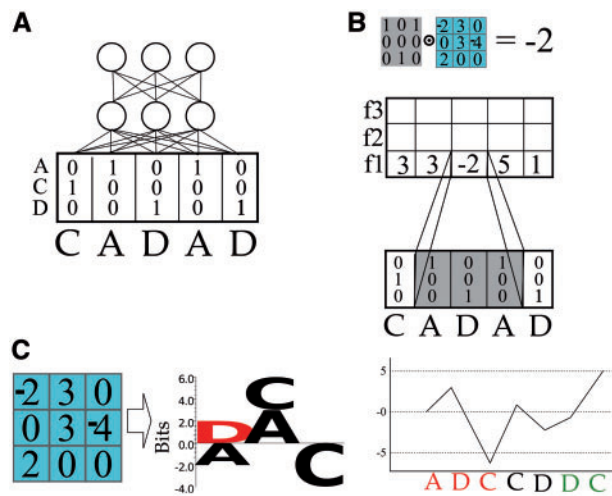 A
A 0 1 0 1 0
C 1 0 0 0 0
D 0 0 1 0 1
C A D A D
B
1 0 1 -2 3 0
0 0 0 ⊙ 0 3 -4 = -2
0 1 0 2 0 0
f3
f2
f1 3 3 -2 5 1
0 1 0 1 0
1 0 0 0 0
0 0 1 0 1
C A D A D
C
-2 3 0
0 3 -4
2 0 0
Bits
6.0
4.0
2.0
0.0
-2.0
-4.0
C
D A
A C
5
-0
-5
A D C C D D C